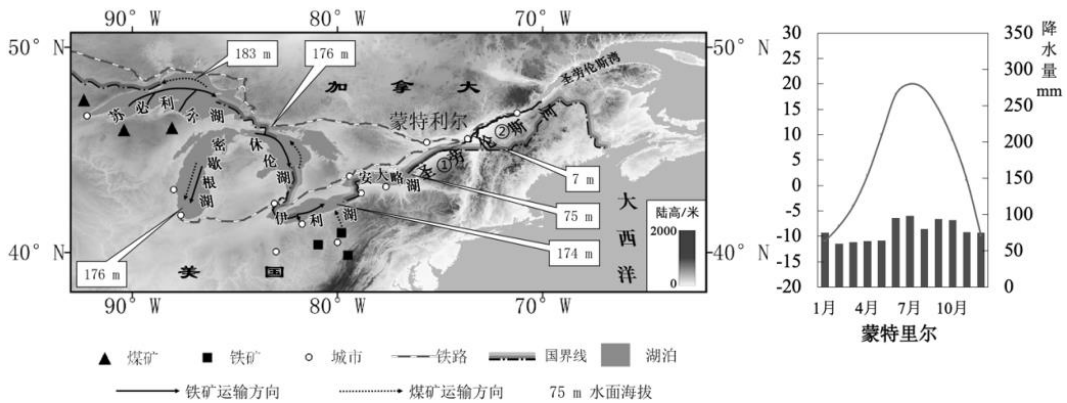 90° W 80° W 70° W
50° N 50° N
183 m 176 m
加拿大
圣劳伦斯湾
苏必利尔湖
蒙特利尔
②
密歇根湖
休伦湖
圣劳伦斯河
①
安大略湖
7 m
伊利湖
75 m
大西洋
陆高/米
2000
0
40° N 40° N
174 m
176 m
美国
90° W 80° W 70° W
▲ 煤矿 ■ 铁矿 ○ 城市 铁路 国界线 湖泊
铁矿运输方向 煤矿运输方向 75 m 水面海拔
30 350 降水量mm
25 300
20 250
15
10 200
5
0 150
-5 100
-10
-15 50
-20 0
1月 4月 7月 10月
蒙特里尔